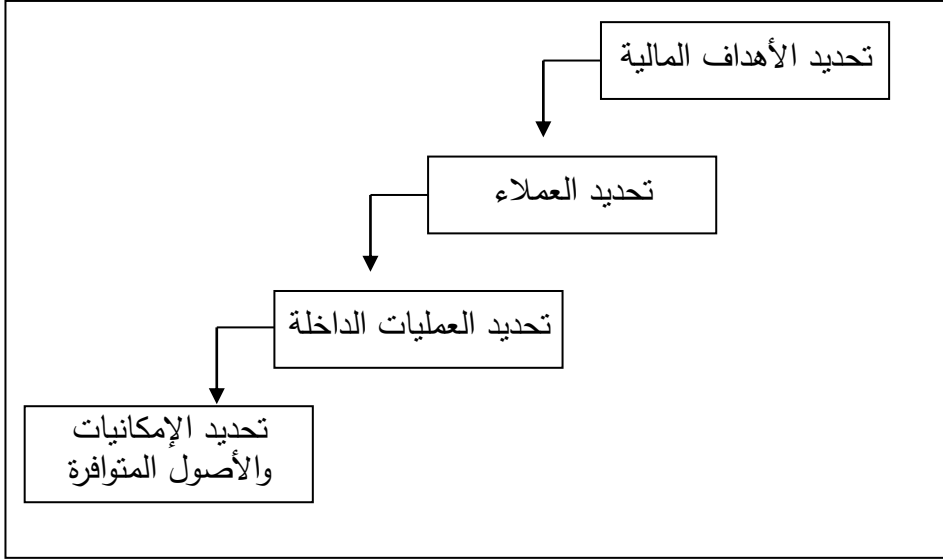 تحديد الأهداف المالية
تحديد العملاء
تحديد العمليات الداخلة
تحديد الإمكانيات
والأصول المتوافرة